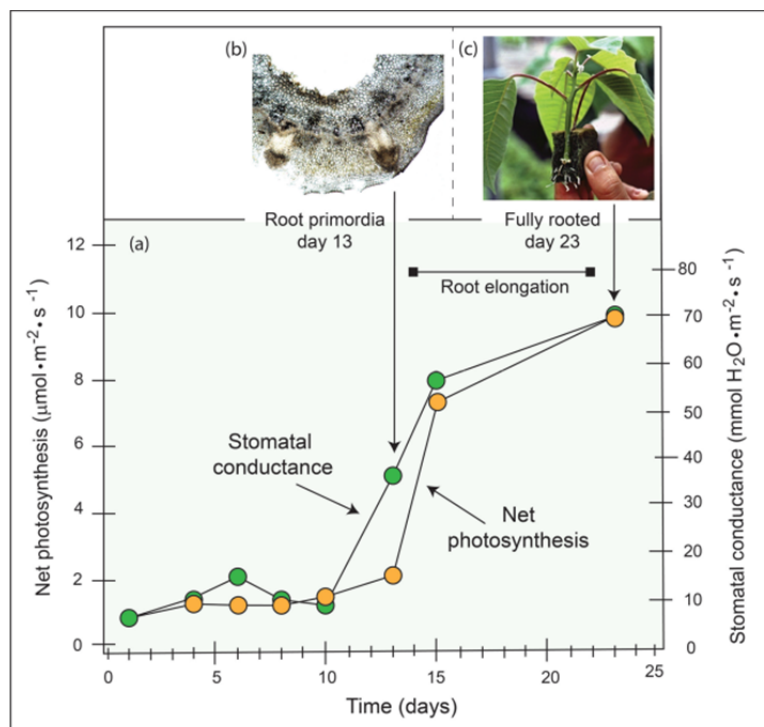 (b)
(c)
Root primordia
day 13
Fully rooted
day 23
(a)
Root elongation
Stomatal
conductance
Net
photosynthesis
Net photosynthesis (μmol•m⁻²•s⁻¹)
12
10
8
6
4
2
0
Stomatal conductance (mmol H₂O•m⁻²•s⁻¹)
80
70
60
50
40
30
20
10
0
0
5
10
15
20
25
Time (days)